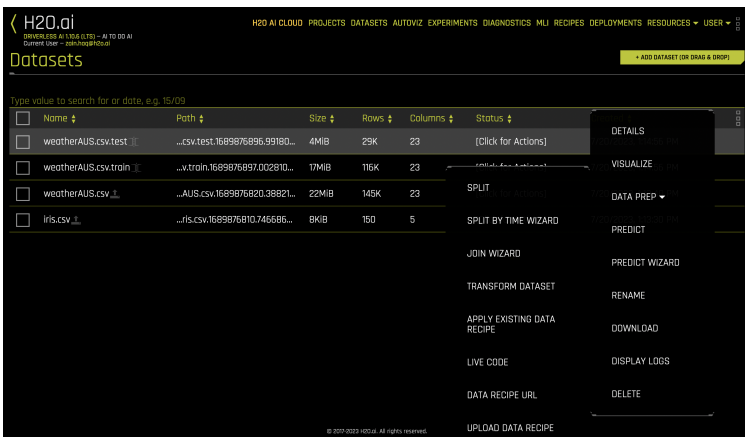 H2O.ai
DRIVERLESS AI 1.10.6 (LTS) – AI TO DO AI
Current User – zain.haq@h2o.ai
H2O AI CLOUD PROJECTS DATASETS AUTOVIZ EXPERIMENTS DIAGNOSTICS MLI RECIPES DEPLOYMENTS RESOURCES USER
Datasets
+ ADD DATASET (OR DRAG & DROP)
Type value to search for or date, e.g. 15/09
Name Path Size Rows Columns Status
weatherAUS.csv.test ...csv.test.1689876896.99180... 4MiB 29K 23 [Click for Actions]
weatherAUS.csv.train ...v.train.1689876897.002810... 17MiB 116K 23 [Click for Actions]
weatherAUS.csv ...AUS.csv.1689876820.38821... 22MiB 145K 23
iris.csv ...ris.csv.1689876810.746686... 8KiB 150 5
DETAILS
VISUALIZE
DATA PREP
PREDICT
PREDICT WIZARD
RENAME
DOWNLOAD
DISPLAY LOGS
DELETE
SPLIT
SPLIT BY TIME WIZARD
JOIN WIZARD
TRANSFORM DATASET
APPLY EXISTING DATA
RECIPE
LIVE CODE
DATA RECIPE URL
UPLOAD DATA RECIPE
© 2017-2023 H2O.ai. All rights reserved.